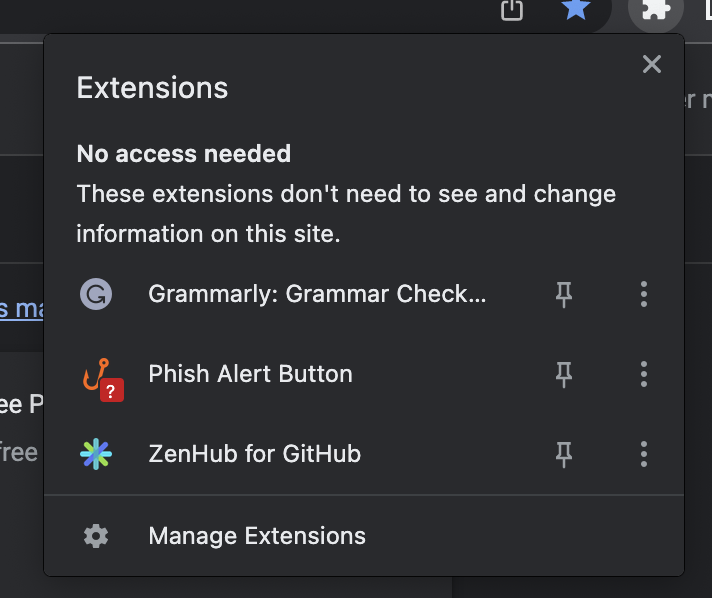 Extensions
No access needed
These extensions don't need to see and change
information on this site.
Grammarly: Grammar Check...
?
Phish Alert Button
ZenHub for GitHub
Manage Extensions